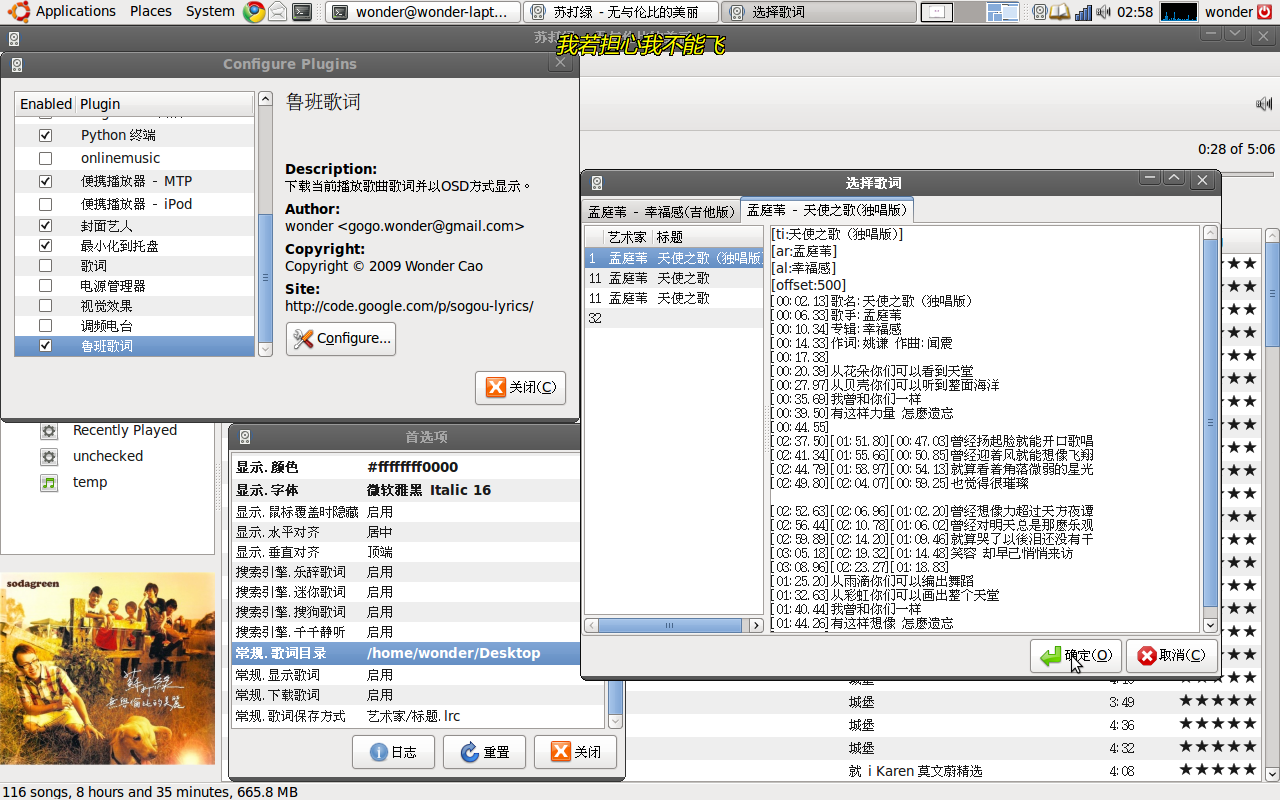 Applications Places System
wonder@wonder-lapt...
苏打绿 - 无与伦比的美丽
选择歌词
02:58
wonder
我若担心我不能飞
Configure Plugins
Enabled Plugin
Python 终端
onlinemusic
便携播放器 - MTP
便携播放器 - iPod
封面艺人
最小化到托盘
歌词
电源管理器
视觉效果
调频电台
鲁班歌词
鲁班歌词
Description:
下载当前播放歌曲歌词并以OSD方式显示。
Author:
wonder <gogo.wonder@gmail.com>
Copyright:
Copyright © 2009 Wonder Cao
Site:
http://code.google.com/p/sogou-lyrics/
Configure...
关闭(C)
0:28 of 5:06
Recently Played
unchecked
temp
sodagreen
蘇打綠
無與倫比的美麗
首选项
显示.颜色 #ffffffff0000
显示.字体 微软雅黑 Italic 16
显示.鼠标覆盖时隐藏 启用
显示.水平对齐 居中
显示.垂直对齐 顶端
搜索引擎.乐辞歌词 启用
搜索引擎.迷你歌词 启用
搜索引擎.搜狗歌词 启用
搜索引擎.千千静听 启用
常规.歌词目录 /home/wonder/Desktop
常规.显示歌词 启用
常规.下载歌词 启用
常规.歌词保存方式 艺术家/标题.lrc
日志
重置
关闭
选择歌词
孟庭苇 - 幸福感(吉他版)
孟庭苇 - 天使之歌(独唱版)
艺术家 标题
1 孟庭苇 天使之歌（独唱版
11 孟庭苇 天使之歌
11 孟庭苇 天使之歌
32
[ti:天使之歌（独唱版）]
[ar:孟庭苇]
[al:幸福感]
[offset:500]
[00:02.13]歌名:天使之歌（独唱版）
[00:06.33]歌手:孟庭苇
[00:10.34]专辑:幸福感
[00:14.33]作词:姚谦 作曲:闻震
[00:17.38]
[00:20.39]从花朵你们可以看到天堂
[00:27.97]从贝壳你们可以听到整面海洋
[00:35.69]我曾和你们一样
[00:39.50]有这样力量 怎麽遗忘
[00:44.55]
[02:37.50][01:51.80][00:47.03]曾经扬起脸就能开口歌唱
[02:41.34][01:55.66][00:50.85]曾经迎着风就能想像飞翔
[02:44.79][01:58.97][00:54.13]就算看着角落微弱的星光
[02:49.80][02:04.07][00:59.25]也觉得很璀璨
[02:52.63][02:06.96][01:02.20]曾经想像力超过天方夜谭
[02:56.44][02:10.78][01:06.02]曾经对明天总是那麽乐观
[02:59.89][02:14.20][01:09.46]就算哭了以後泪还没有干
[03:05.18][02:19.32][01:14.48]笑容 却早已悄悄来访
[03:08.96][02:23.27][01:18.83]
[01:25.20]从雨滴你们可以编出舞蹈
[01:32.63]从彩虹你们可以画出整个天堂
[01:40.44]我曾和你们一样
[01:44.26]有这样想像 怎麽遗忘
确定(O)
取消(C)
城堡 3:49
城堡 4:36
城堡 4:32
就 i Karen 莫文蔚精选 4:08
116 songs, 8 hours and 35 minutes, 665.8 MB